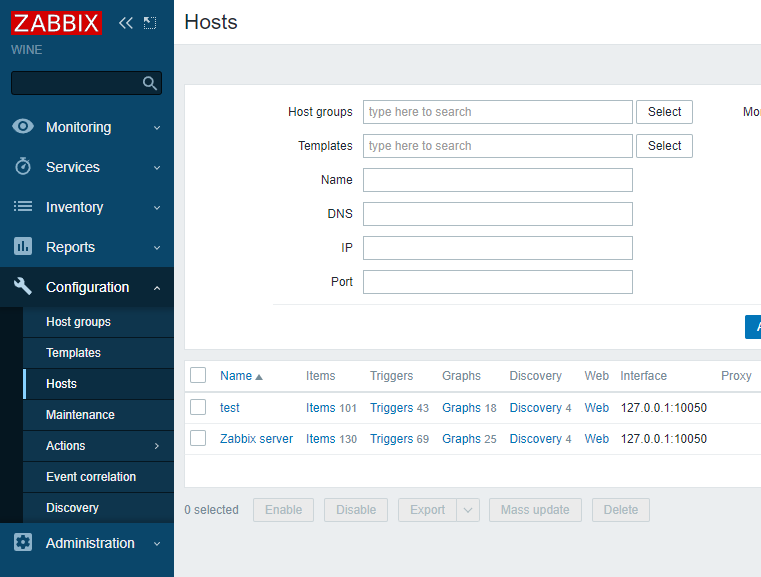 ZABBIX
WINE
Monitoring
Services
Inventory
Reports
Configuration
Host groups
Templates
Hosts
Maintenance
Actions
Event correlation
Discovery
Administration
Hosts
Host groups type here to search Select
Templates type here to search Select
Name
DNS
IP
Port
Name Items Triggers Graphs Discovery Web Interface Proxy
test Items 101 Triggers 43 Graphs 18 Discovery 4 Web 127.0.0.1:10050
Zabbix server Items 130 Triggers 69 Graphs 25 Discovery 4 Web 127.0.0.1:10050
0 selected Enable Disable Export Mass update Delete